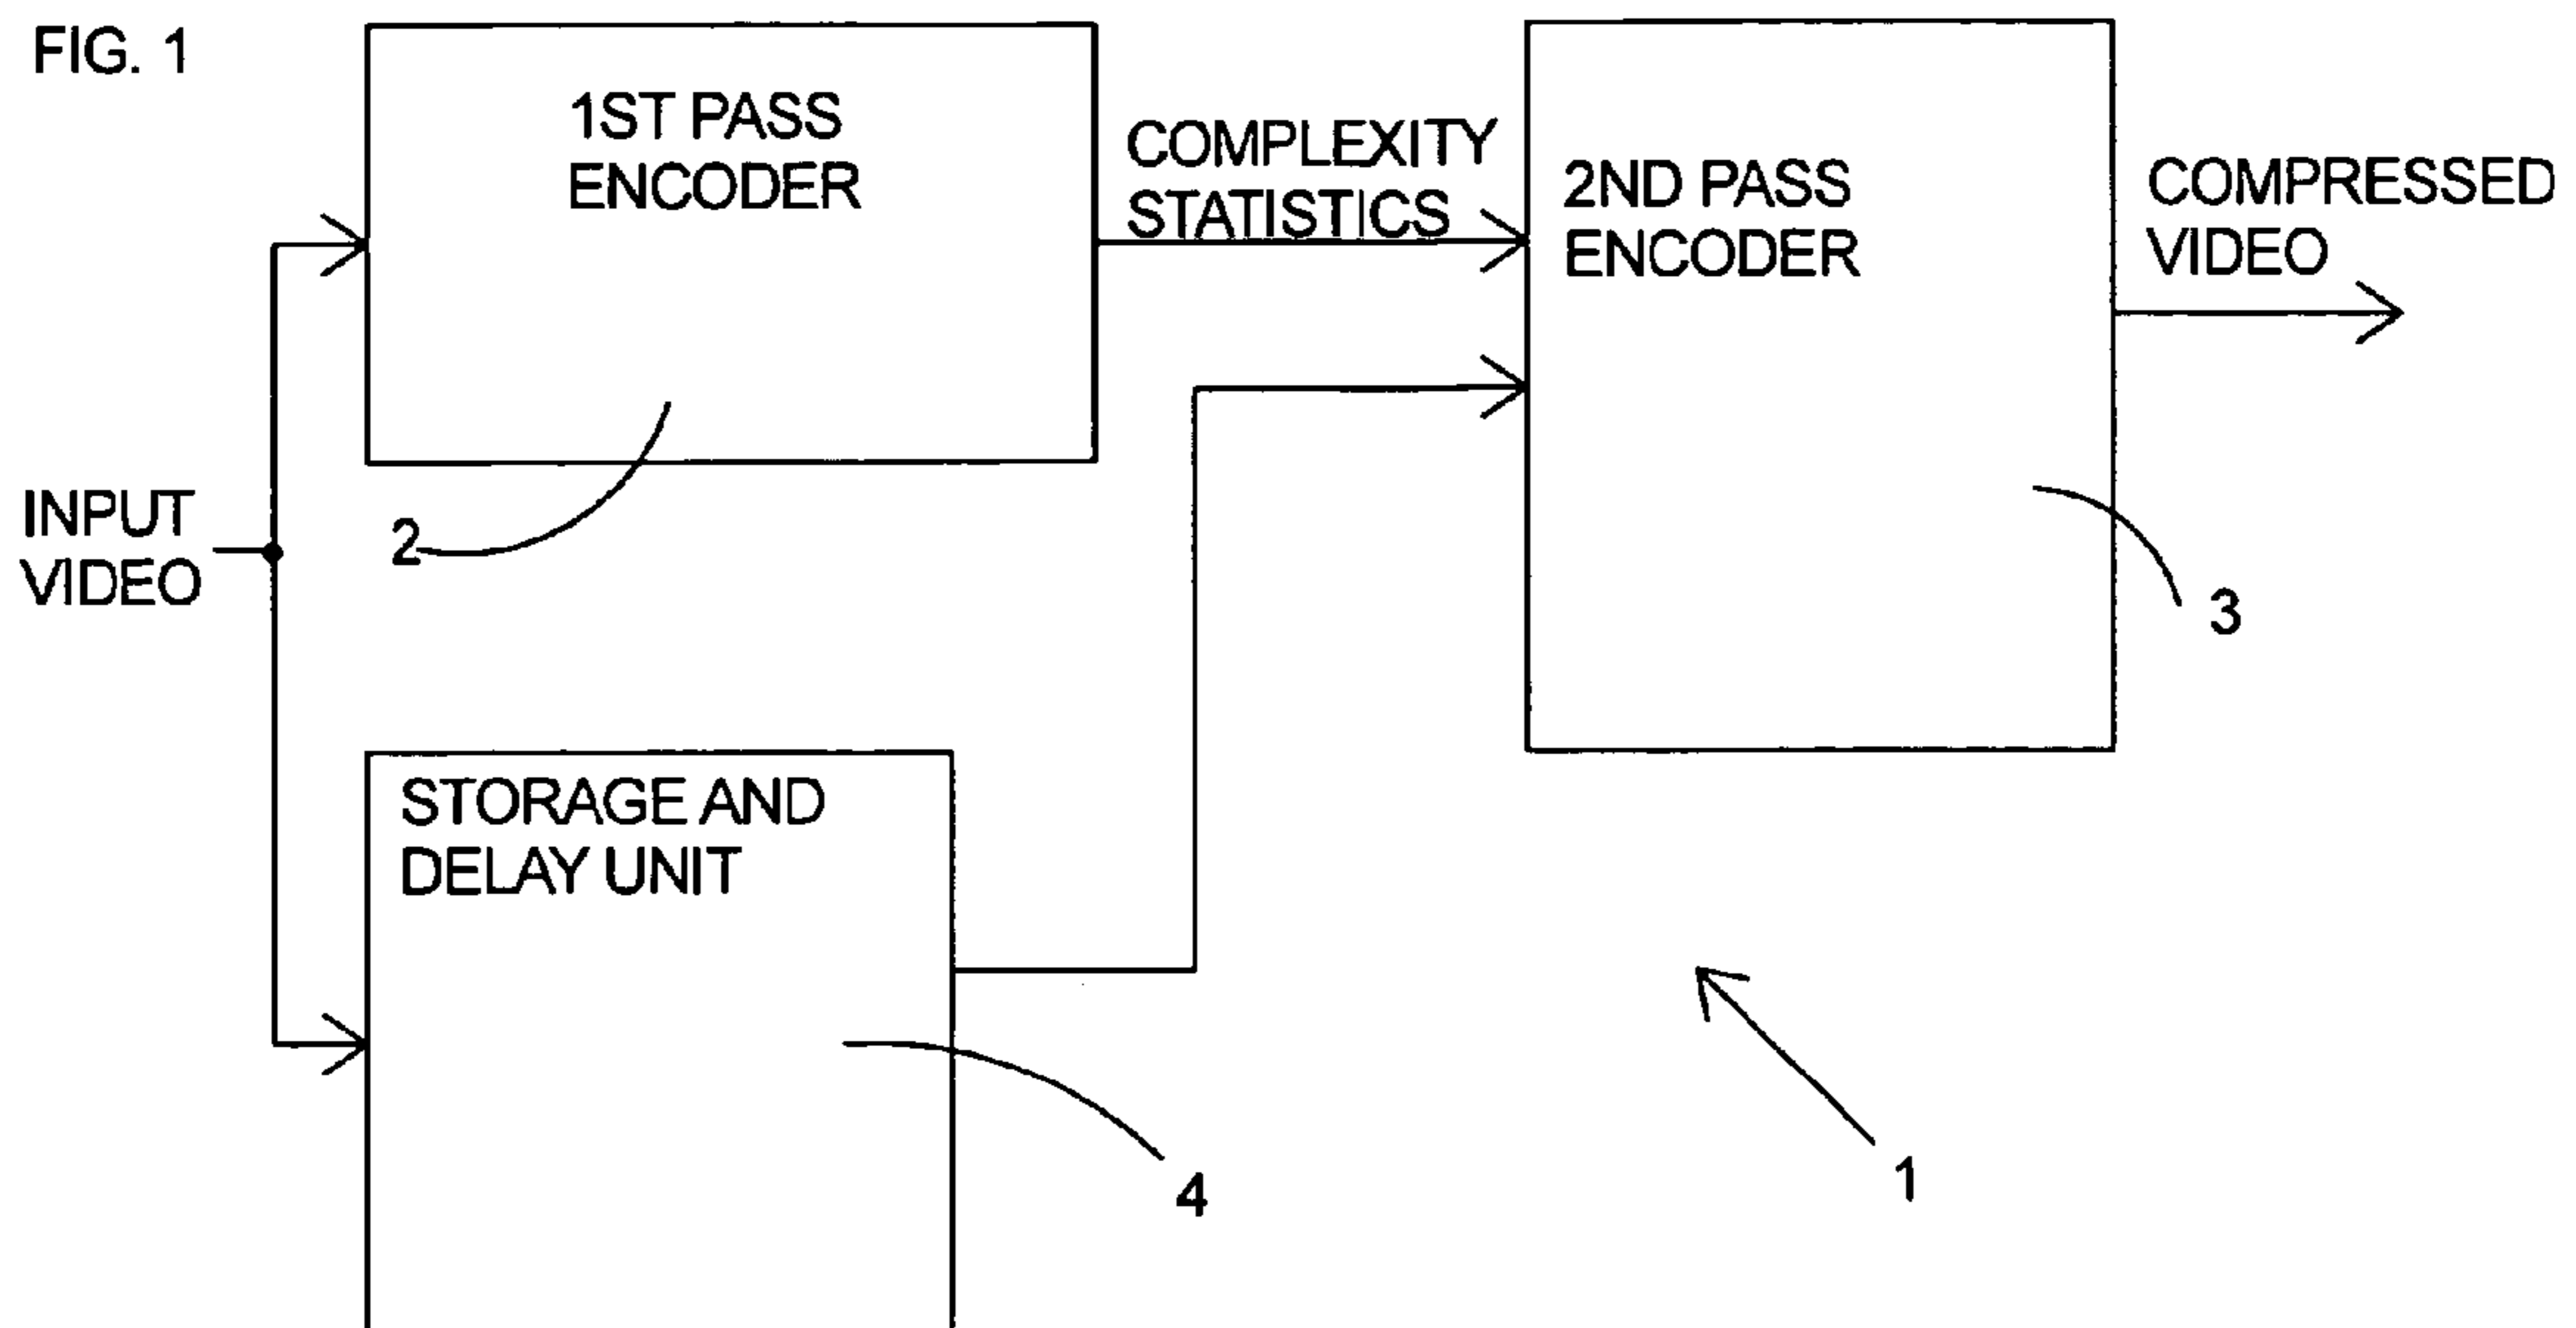 FIG. 1
1ST PASS
ENCODER
COMPLEXITY
STATISTICS
2ND PASS
ENCODER
COMPRESSED
VIDEO
INPUT
VIDEO
2
3
STORAGE AND
DELAY UNIT
4
1